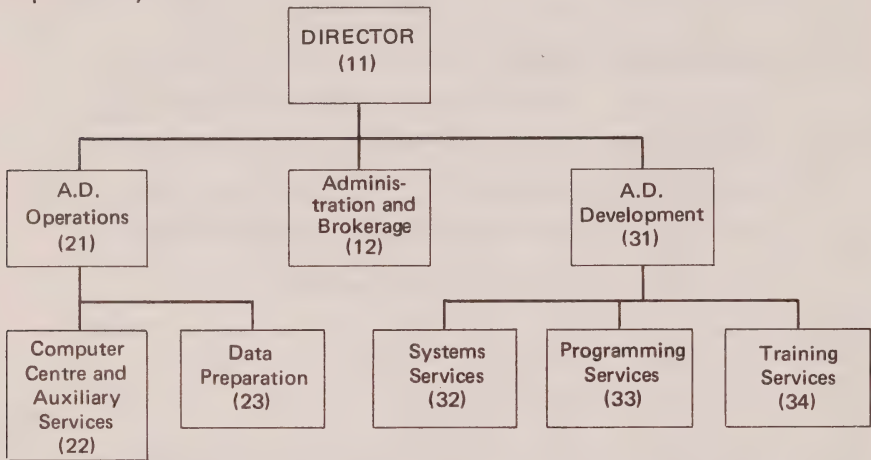 DIRECTOR
(11)
A.D.
Operations
(21)
Adminis-
tration and
Brokerage
(12)
A.D.
Development
(31)
Computer
Centre and
Auxiliary
Services
(22)
Data
Preparation
(23)
Systems
Services
(32)
Programming
Services
(33)
Training
Services
(34)